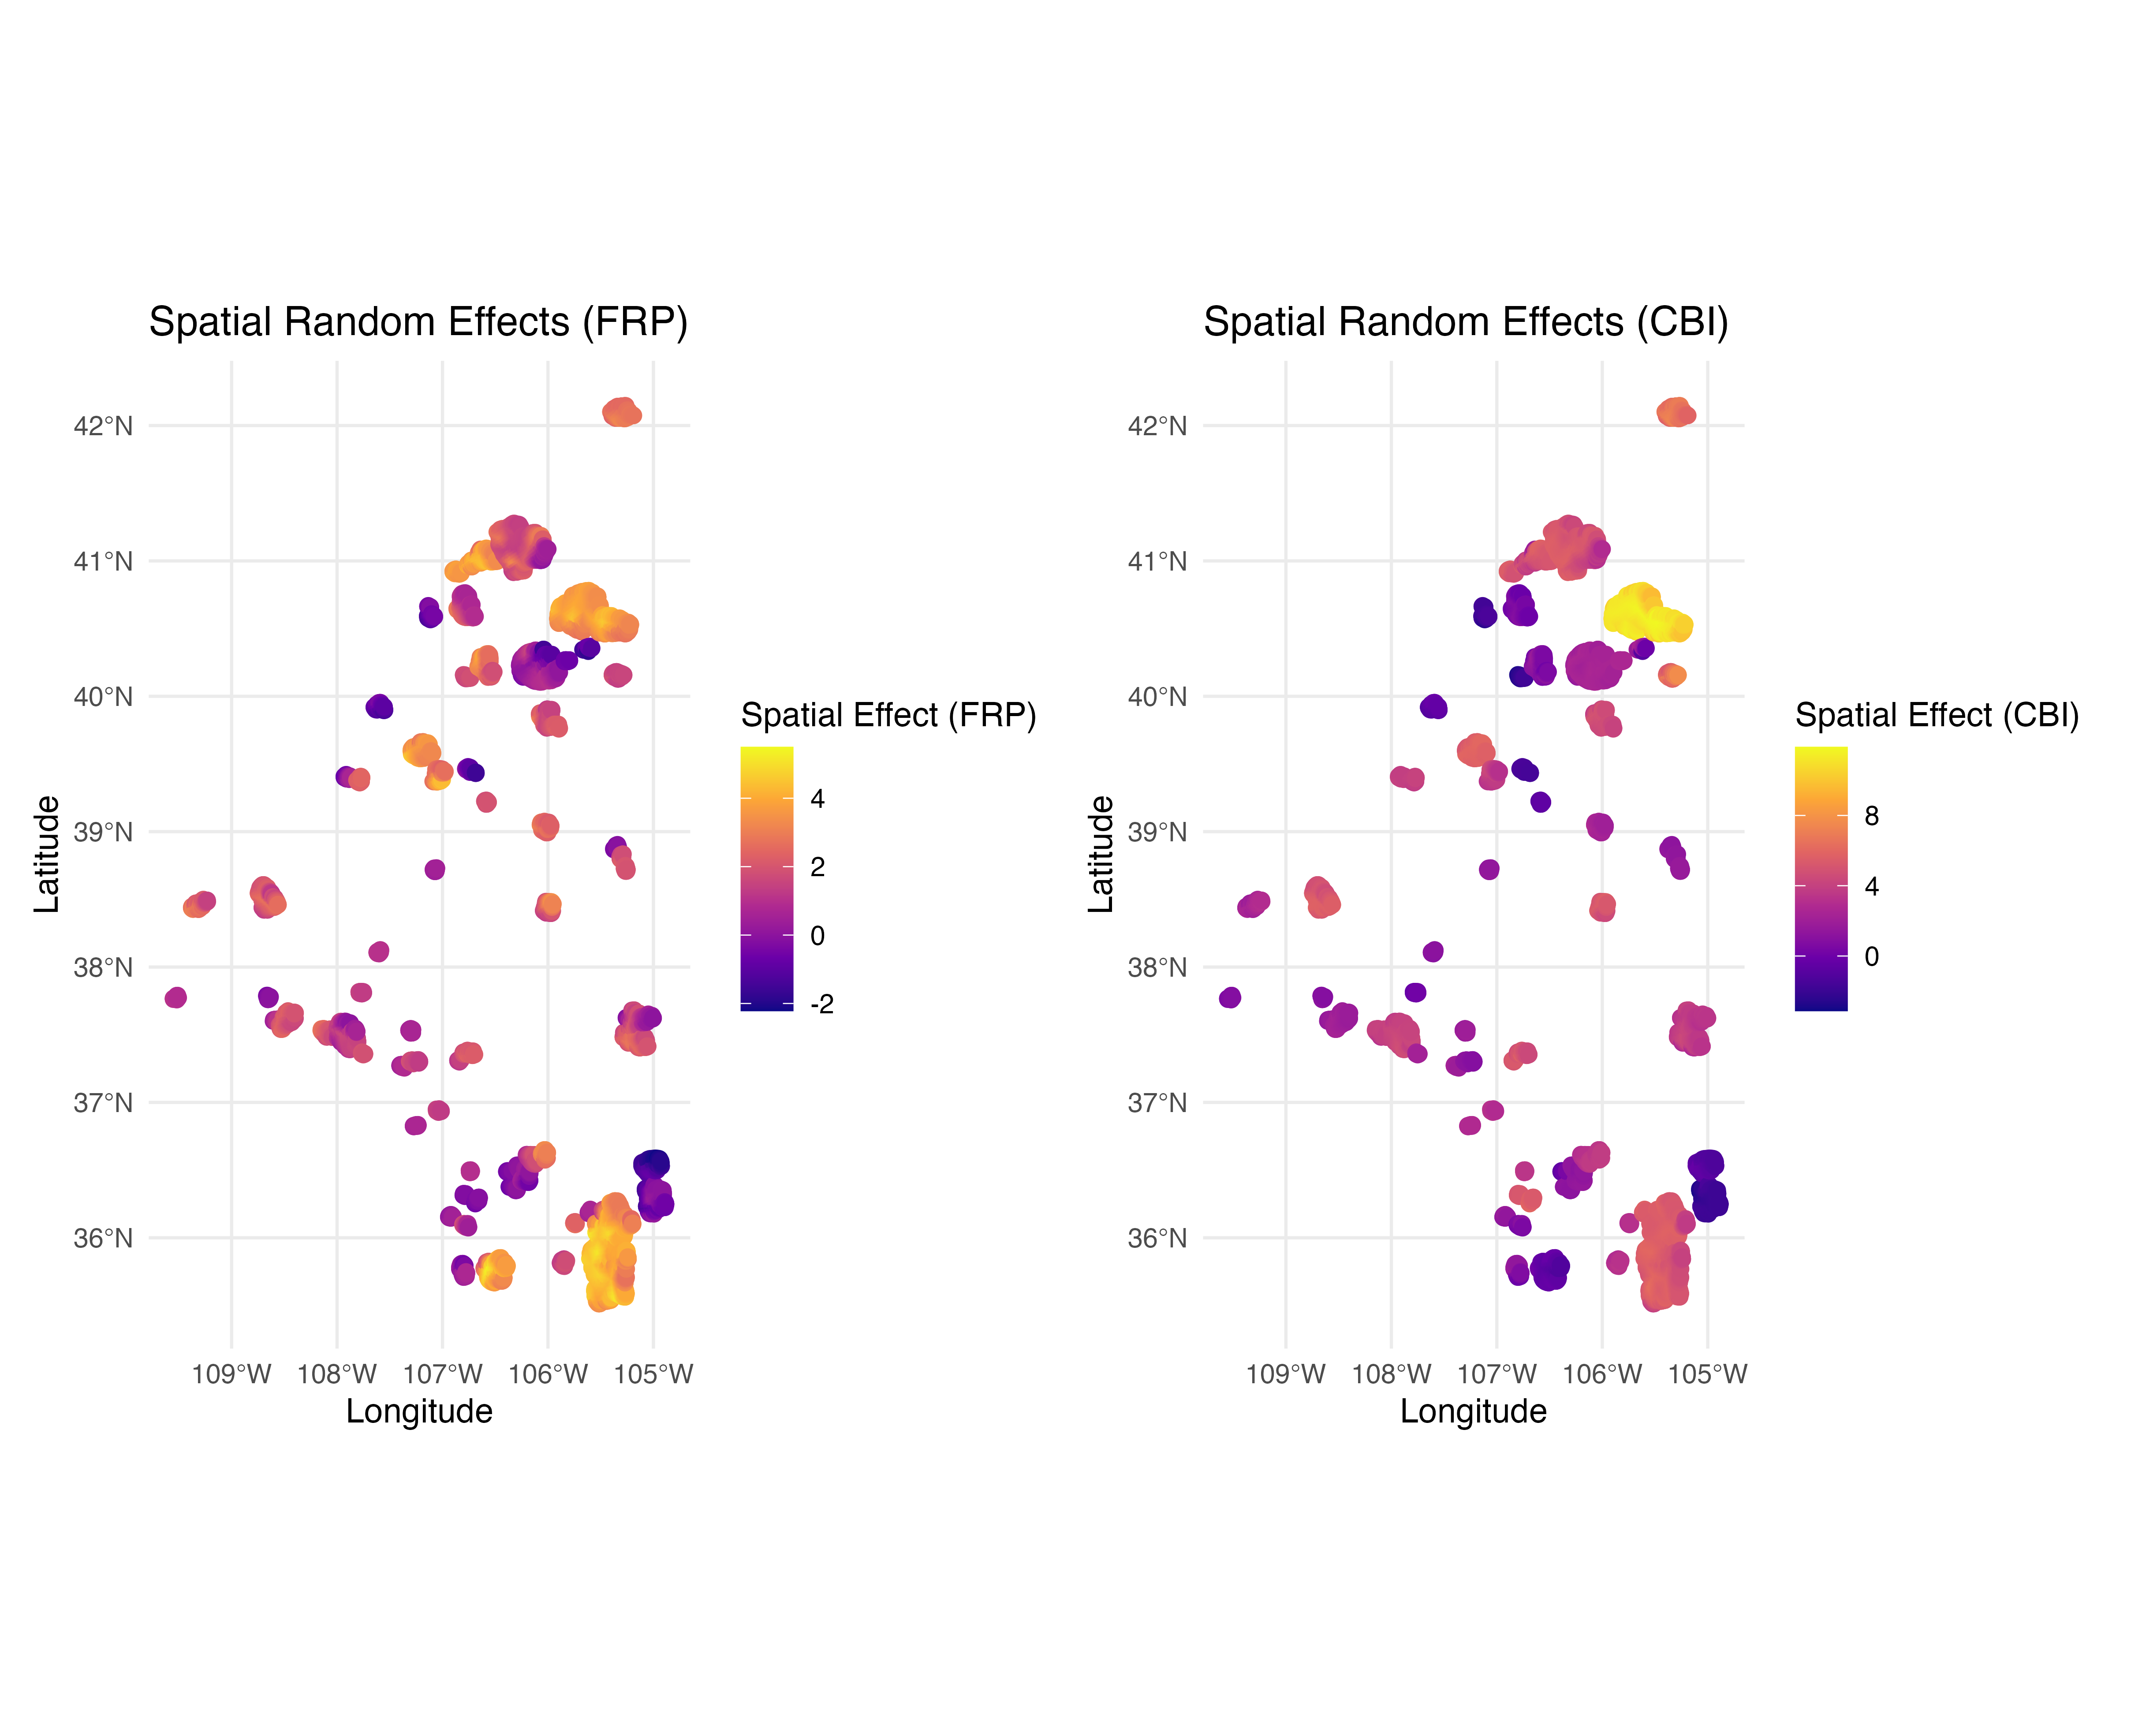 Spatial Random Effects (FRP)
42°N
41°N
40°N
39°N
38°N
37°N
36°N
Latitude
109°W 108°W 107°W 106°W 105°W
Longitude
Spatial Effect (FRP)
4
2
0
-2
Spatial Random Effects (CBI)
42°N
41°N
40°N
39°N
38°N
37°N
36°N
Latitude
109°W 108°W 107°W 106°W 105°W
Longitude
Spatial Effect (CBI)
8
4
0